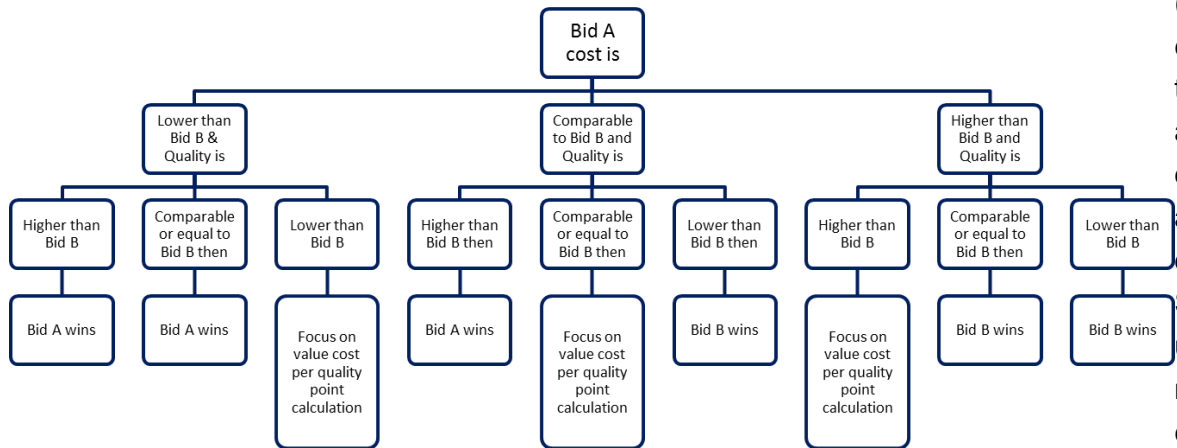 Bid A
cost is
Lower than
Bid B &
Quality is
Comparable
to Bid B and
Quality is
Higher than
Bid B and
Quality is
Higher than
Bid B
Comparable
or equal to
Bid B then
Lower than
Bid B
Higher than
Bid B then
Comparable
or equal to
Bid B then
Lower than
Bid B then
Higher than
Bid B
Comparable
or equal to
Bid B then
Lower than
Bid B
Bid A wins
Bid A wins
Focus on
value cost
per quality
point
calculation
Bid A wins
Focus on
value cost
per quality
point
calculation
Bid B wins
Focus on
value cost
per quality
point
calculation
Bid B wins
Bid B wins